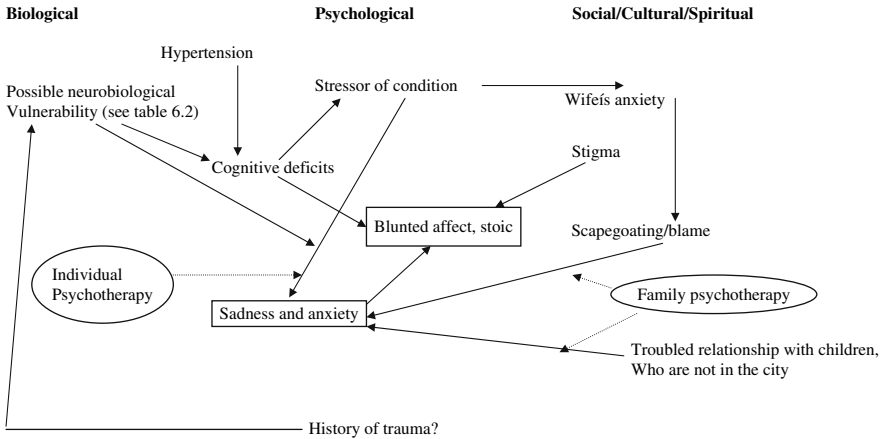 Biological
Psychological
Social/Cultural/Spiritual
Hypertension
Possible neurobiological
Vulnerability (see table 6.2)
Stressor of condition
Wifeís anxiety
Cognitive deficits
Stigma
Blunted affect, stoic
Scapegoating/blame
Individual
Psychotherapy
Sadness and anxiety
Family psychotherapy
Troubled relationship with children,
Who are not in the city
History of trauma?